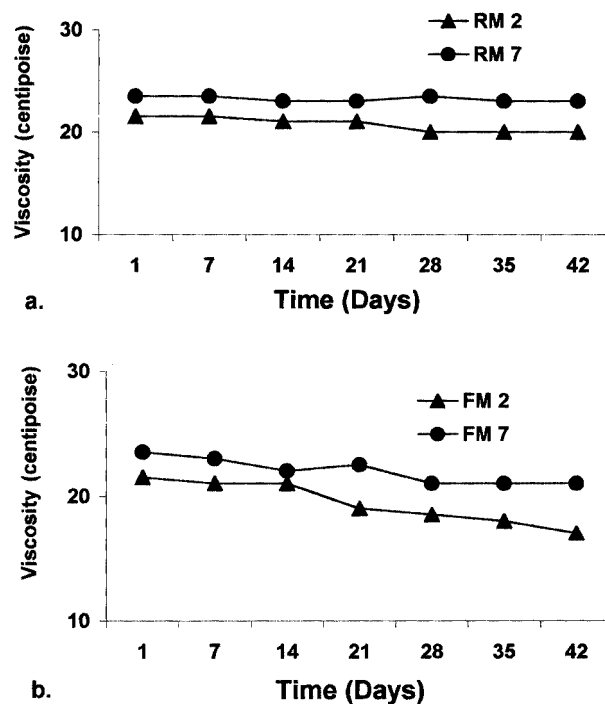 RM 2
RM 7
Viscosity (centipoise)
30
20
10
1 7 14 21 28 35 42
Time (Days)
a.
FM 2
FM 7
Viscosity (centipoise)
30
20
10
1 7 14 21 28 35 42
Time (Days)
b.